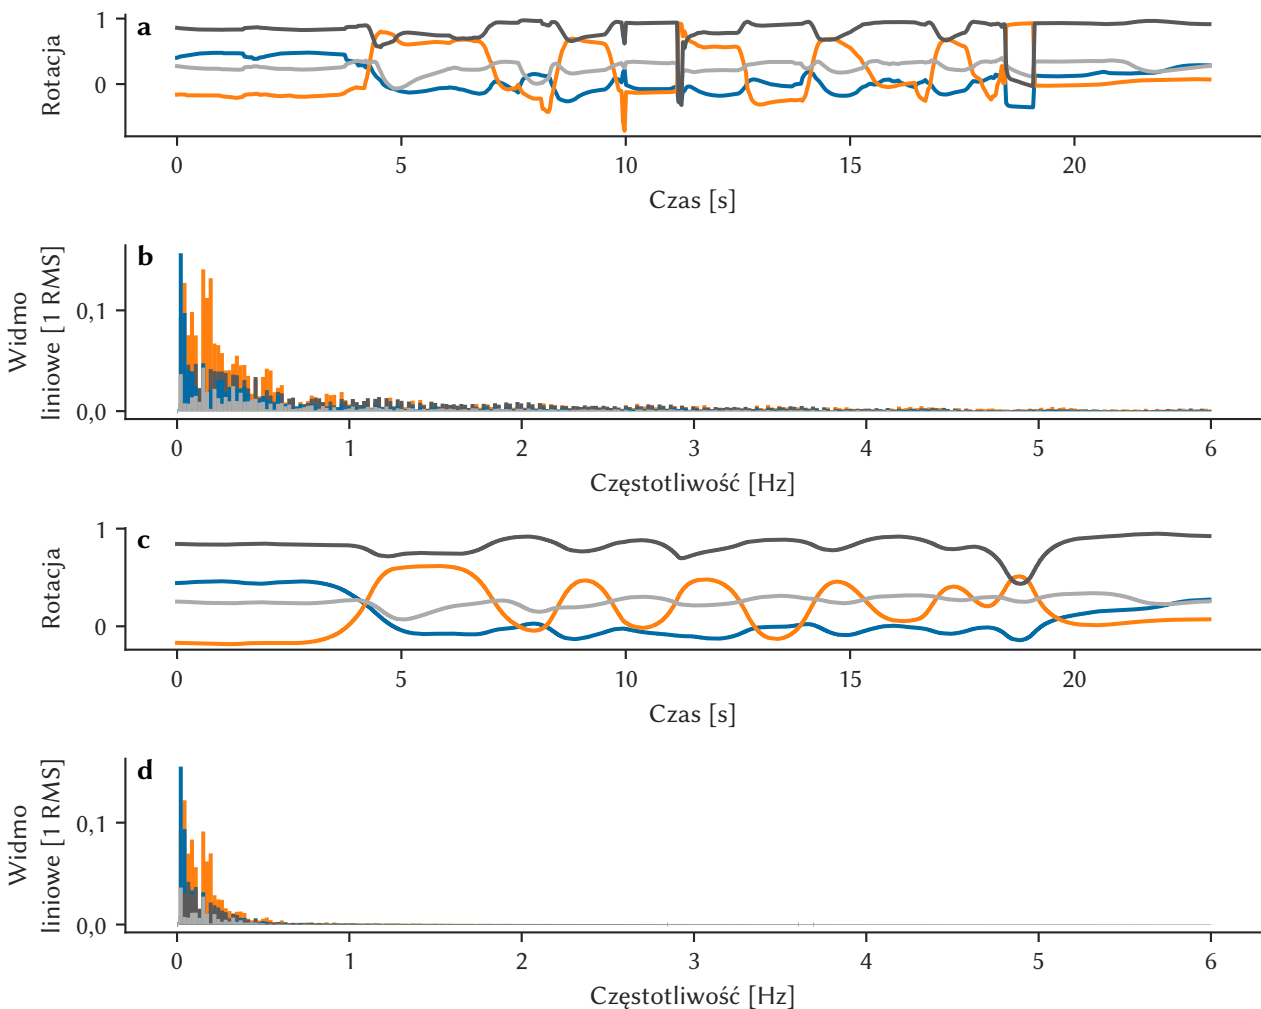 a
Rotacja
1
0
0 5 10 15 20
Czas [s]
b
Widmo
liniowe [1 RMS]
0,1
0,0
0 1 2 3 4 5 6
Częstotliwość [Hz]
c
Rotacja
1
0
0 5 10 15 20
Czas [s]
d
Widmo
liniowe [1 RMS]
0,1
0,0
0 1 2 3 4 5 6
Częstotliwość [Hz]